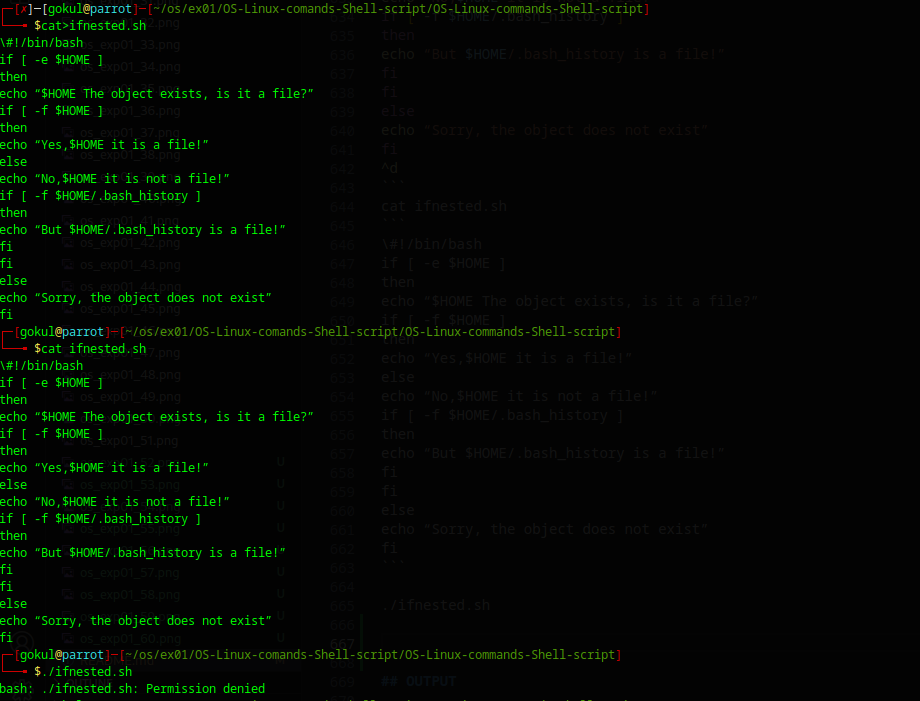 ┌─[✗]─[gokul@parrot]─[~/os/ex01/OS-Linux-comands-Shell-script/OS-Linux-commands-Shell-script]
└──╼ $cat>ifnested.sh
\#!/bin/bash
if [ -e $HOME ]
then
echo “$HOME The object exists, is it a file?”
if [ -f $HOME ]
then
echo “Yes,$HOME it is a file!”
else
echo “No,$HOME it is not a file!”
if [ -f $HOME/.bash_history ]
then
echo “But $HOME/.bash_history is a file!”
fi
fi
else
echo “Sorry, the object does not exist”
fi
┌─[gokul@parrot]─[~/os/ex01/OS-Linux-comands-Shell-script/OS-Linux-commands-Shell-script]
└──╼ $cat ifnested.sh
\#!/bin/bash
if [ -e $HOME ]
then
echo “$HOME The object exists, is it a file?”
if [ -f $HOME ]
then
echo “Yes,$HOME it is a file!”
else
echo “No,$HOME it is not a file!”
if [ -f $HOME/.bash_history ]
then
echo “But $HOME/.bash_history is a file!”
fi
fi
else
echo “Sorry, the object does not exist”
fi
┌─[gokul@parrot]─[~/os/ex01/OS-Linux-comands-Shell-script/OS-Linux-commands-Shell-script]
└──╼ $./ifnested.sh
bash: ./ifnested.sh: Permission denied
os_exp01_33.png
os_exp01_34.png
os_exp01_36.png
os_exp01_37.png
os_exp01_41.png
os_exp01_42.png
os_exp01_43.png
os_exp01_48.png
os_exp01_49.png
os_exp01_51.png
os_exp01_57.png
os_exp01_58.png
os_exp01_60.png
635 then
636 echo "But $HOME/.bash_history is a file!"
637 fi
638 fi
639 else
640 echo "Sorry, the object does not exist"
641 fi
642 ^d
643 ```
644 cat ifnested.sh
645 ```
646 \#!/bin/bash
647 if [ -e $HOME ]
648 then
649 echo "$HOME The object exists, is it a file?"
if [ -f $HOME ]
then
652 echo "Yes,$HOME it is a file!"
653 else
654 echo "No,$HOME it is not a file!"
655 if [ -f $HOME/.bash_history ]
656 then
657 echo "But $HOME/.bash_history is a file!"
658 fi
659 fi
660 else
661 echo "Sorry, the object does not exist"
662 fi
663 ```
664
665 ./ifnested.sh
666
667
669 ## OUTPUT